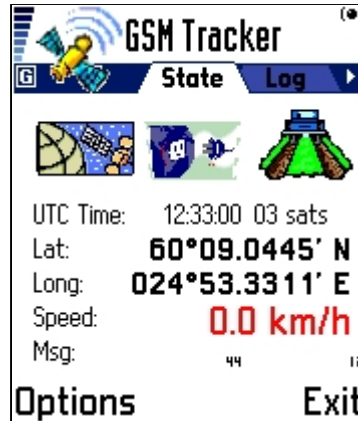 GSM Tracker
G State Log
UTC Time: 12:33:00 03 sats
Lat: 60°09.0445' N
Long: 024°53.3311' E
Speed: 0.0 km/h
Msg: 44
Options Exit